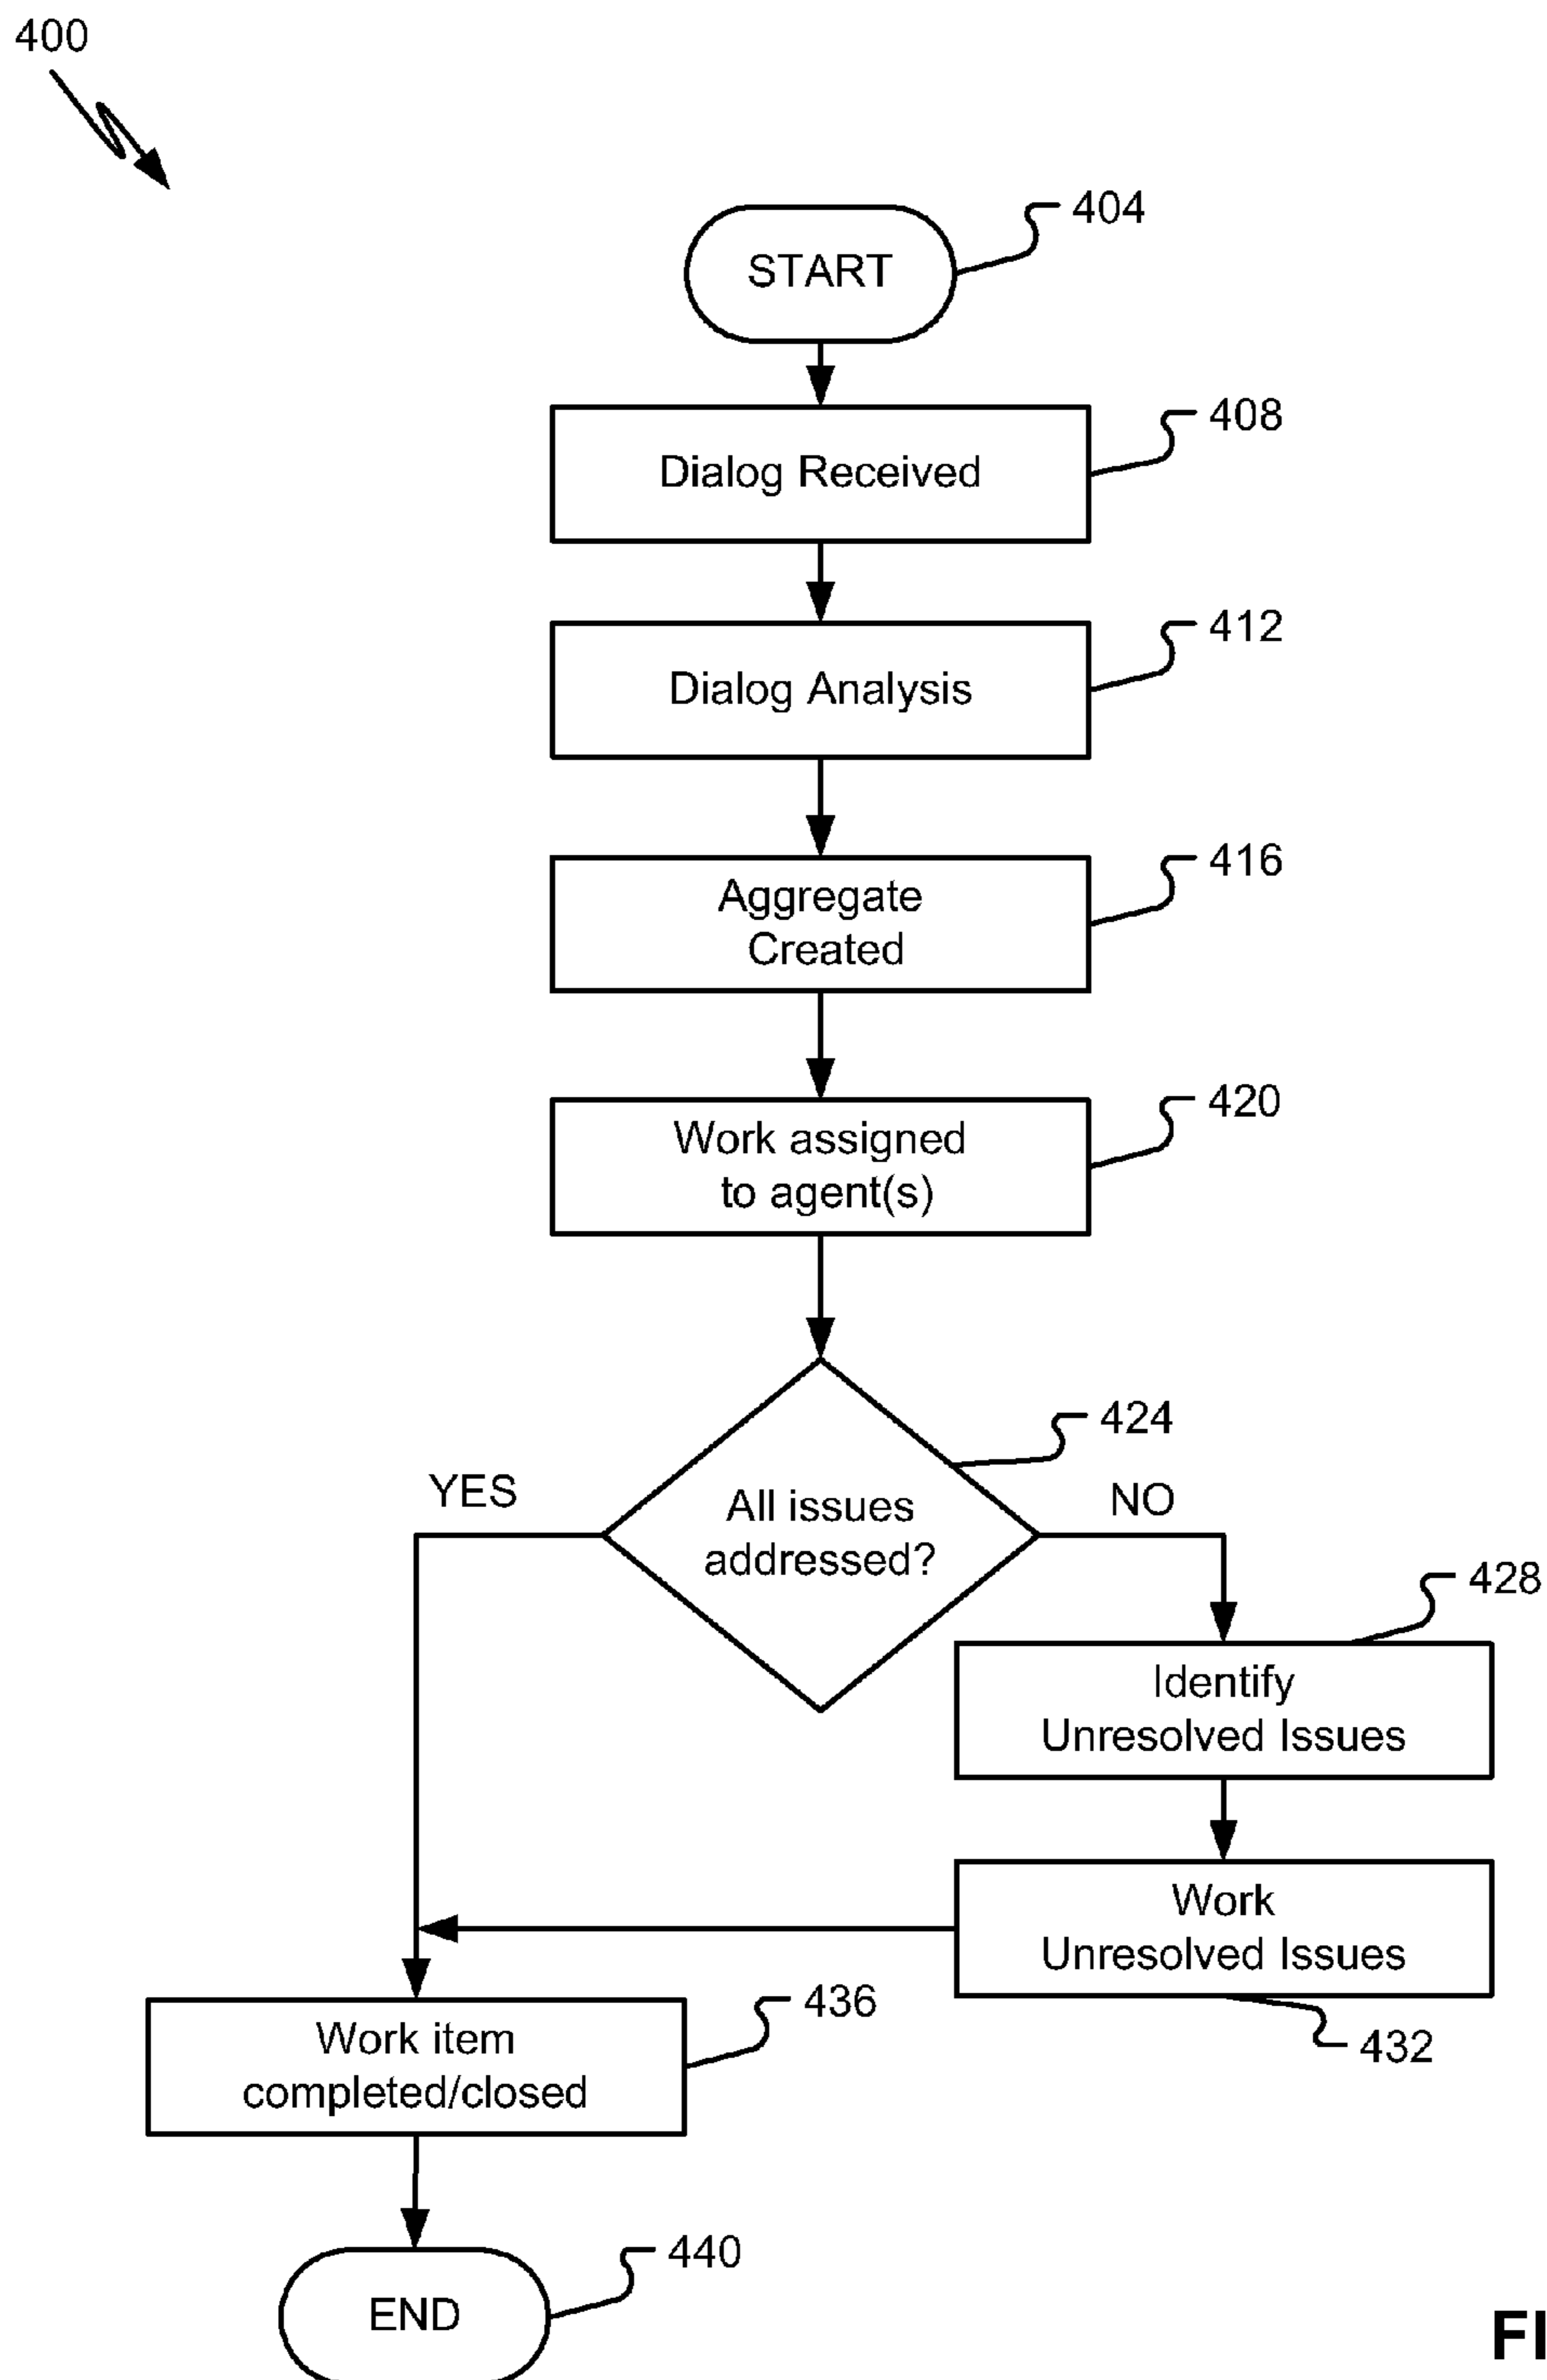 400
START
404
Dialog Received
408
Dialog Analysis
412
Aggregate
Created
416
Work assigned
to agent(s)
420
All issues
addressed?
424
YES
NO
Identify
Unresolved Issues
428
Work
Unresolved Issues
432
Work item
completed/closed
436
END
440
FI